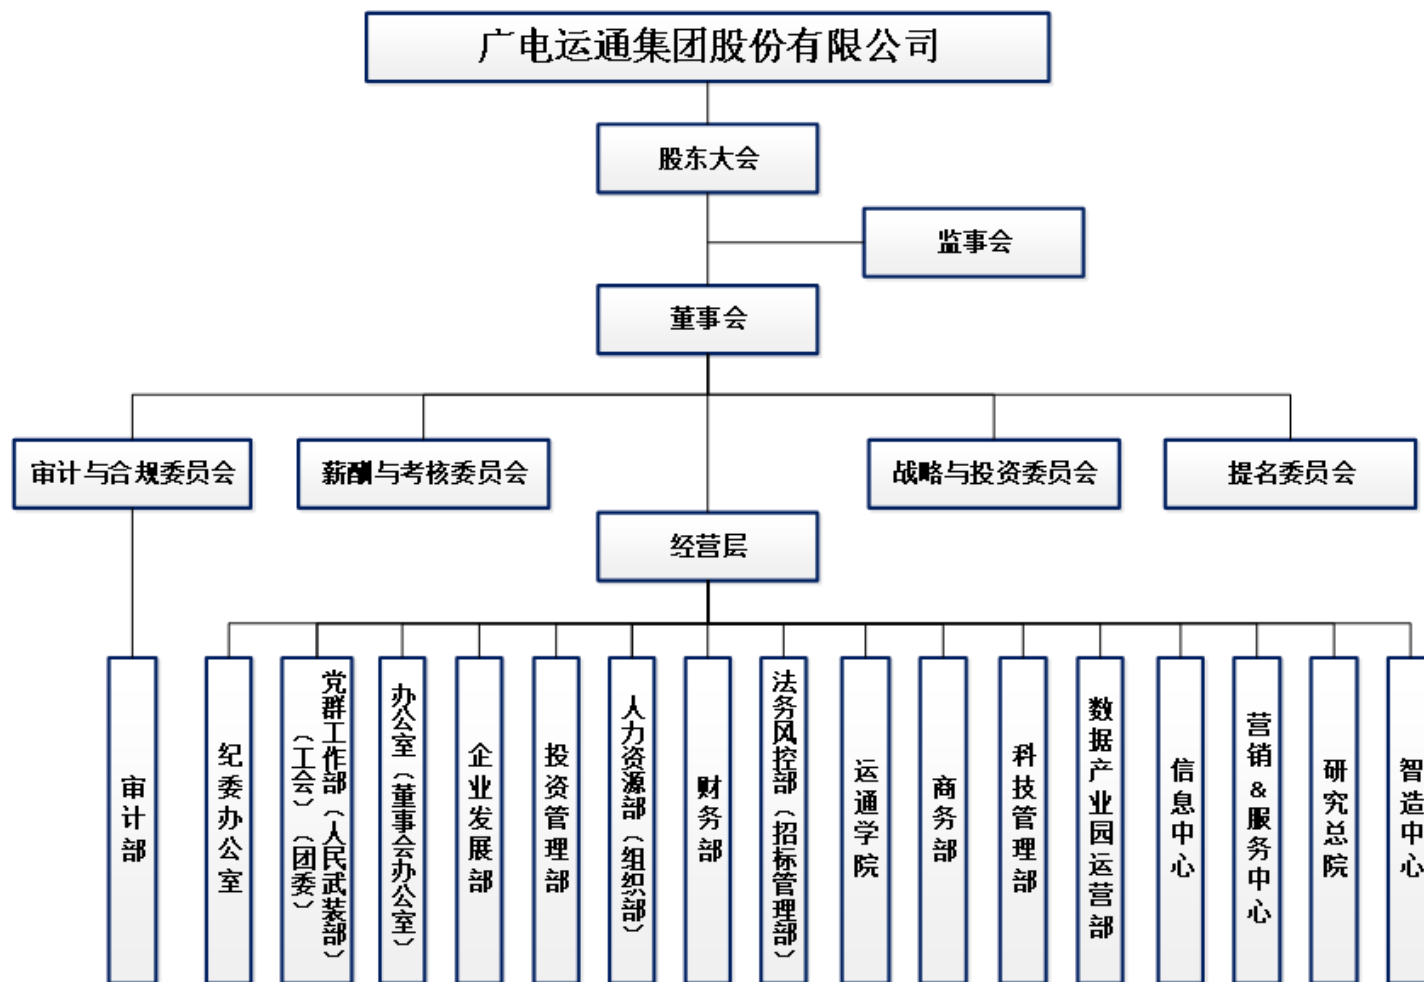 广电运通集团股份有限公司
股东大会
监事会
董事会
审计与合规委员会
薪酬与考核委员会
战略与投资委员会
提名委员会
经营层
审计部
纪委办公室
党群工作部（人民武装部）
（工会）（团委）
办公室（董事会办公室）
企业发展部
投资管理部
人力资源部（组织部）
财务部
法务风控部（招标管理部）
运通学院
商务部
科技管理部
数据产业园运营部
信息中心
营销&服务中心
研究总院
智造中心